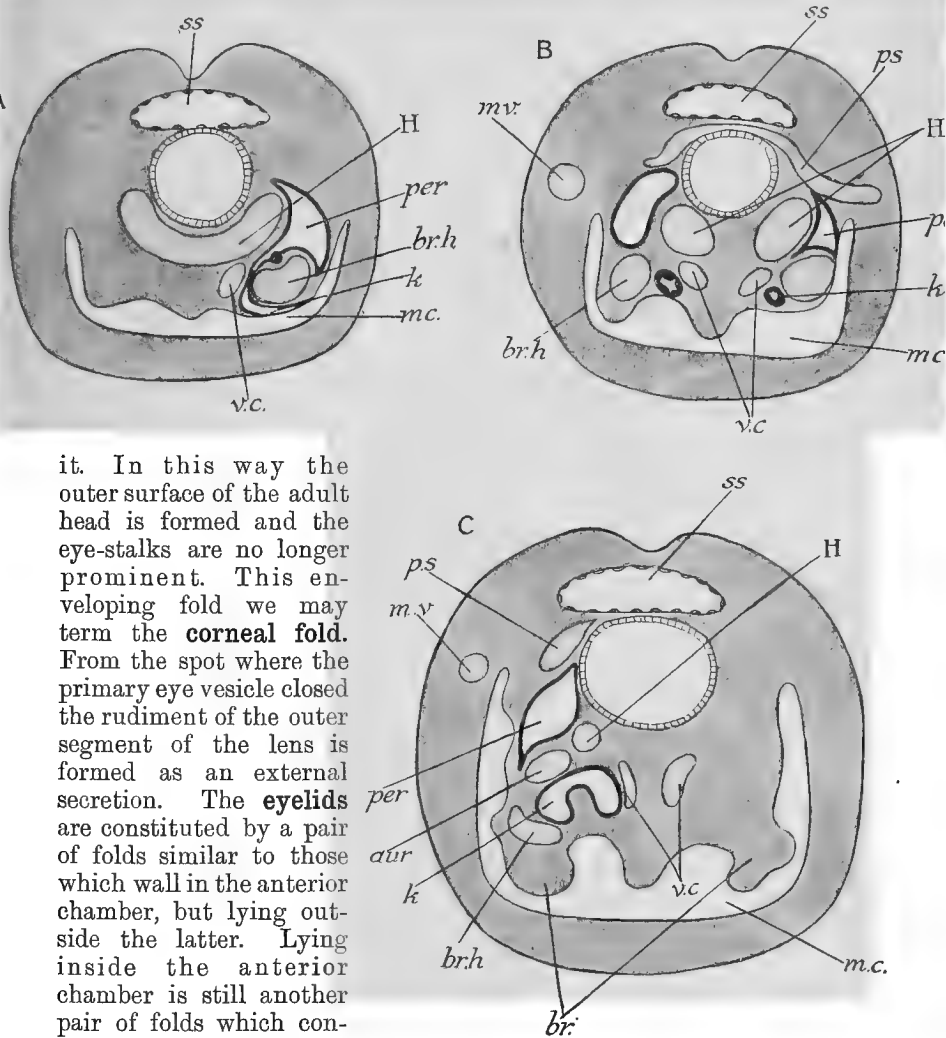 ss
H
per
br.h
k
mc.
v.c.
B
ss
ps
mv.
H
k
br.h
mc
v.c
it. In this way the
outer surface of the adult
head is formed and the
eye-stalks are no longer
prominent. This en-
veloping fold we may
term the corneal fold.
From the spot where the
primary eye vesicle closed
the rudiment of the outer
segment of the lens is
formed as an external
secretion. The eyelids
are constituted by a pair
of folds similar to those
which wall in the anterior
chamber, but lying out-
side the latter. Lying
inside the anterior
chamber is still another
pair of folds which con-
C
ss
p.s
H
m.v
per
aur
k
v.c
br.h
m.c.
br.